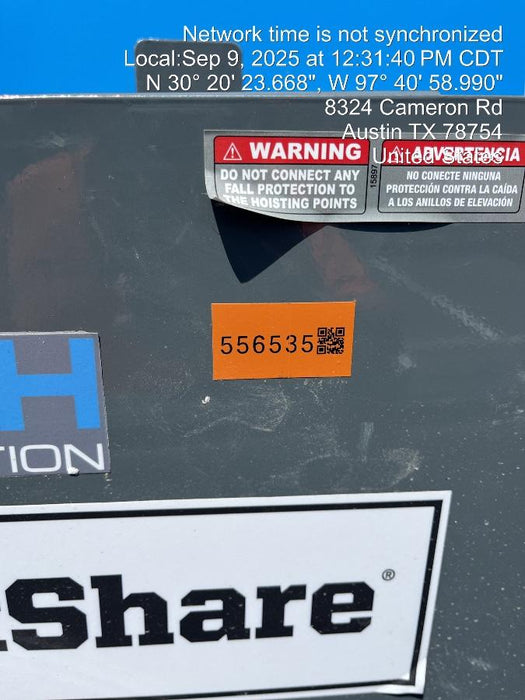 Network time is not synchronized
Local:Sep 9, 2025 at 12:31:40 PM CDT
N 30° 20' 23.668", W 97° 40' 58.990"
8324 Cameron Rd
Austin TX 78754
United States
WARNING
DO NOT CONNECT ANY
FALL PROTECTION TO
THE HOISTING POINTS
15897
ADVERTENCIA
NO CONECTE NINGUNA
PROTECCIÓN CONTRA LA CAÍDA
A LOS ANILLOS DE ELEVACIÓN
556535
H
TION
Share®